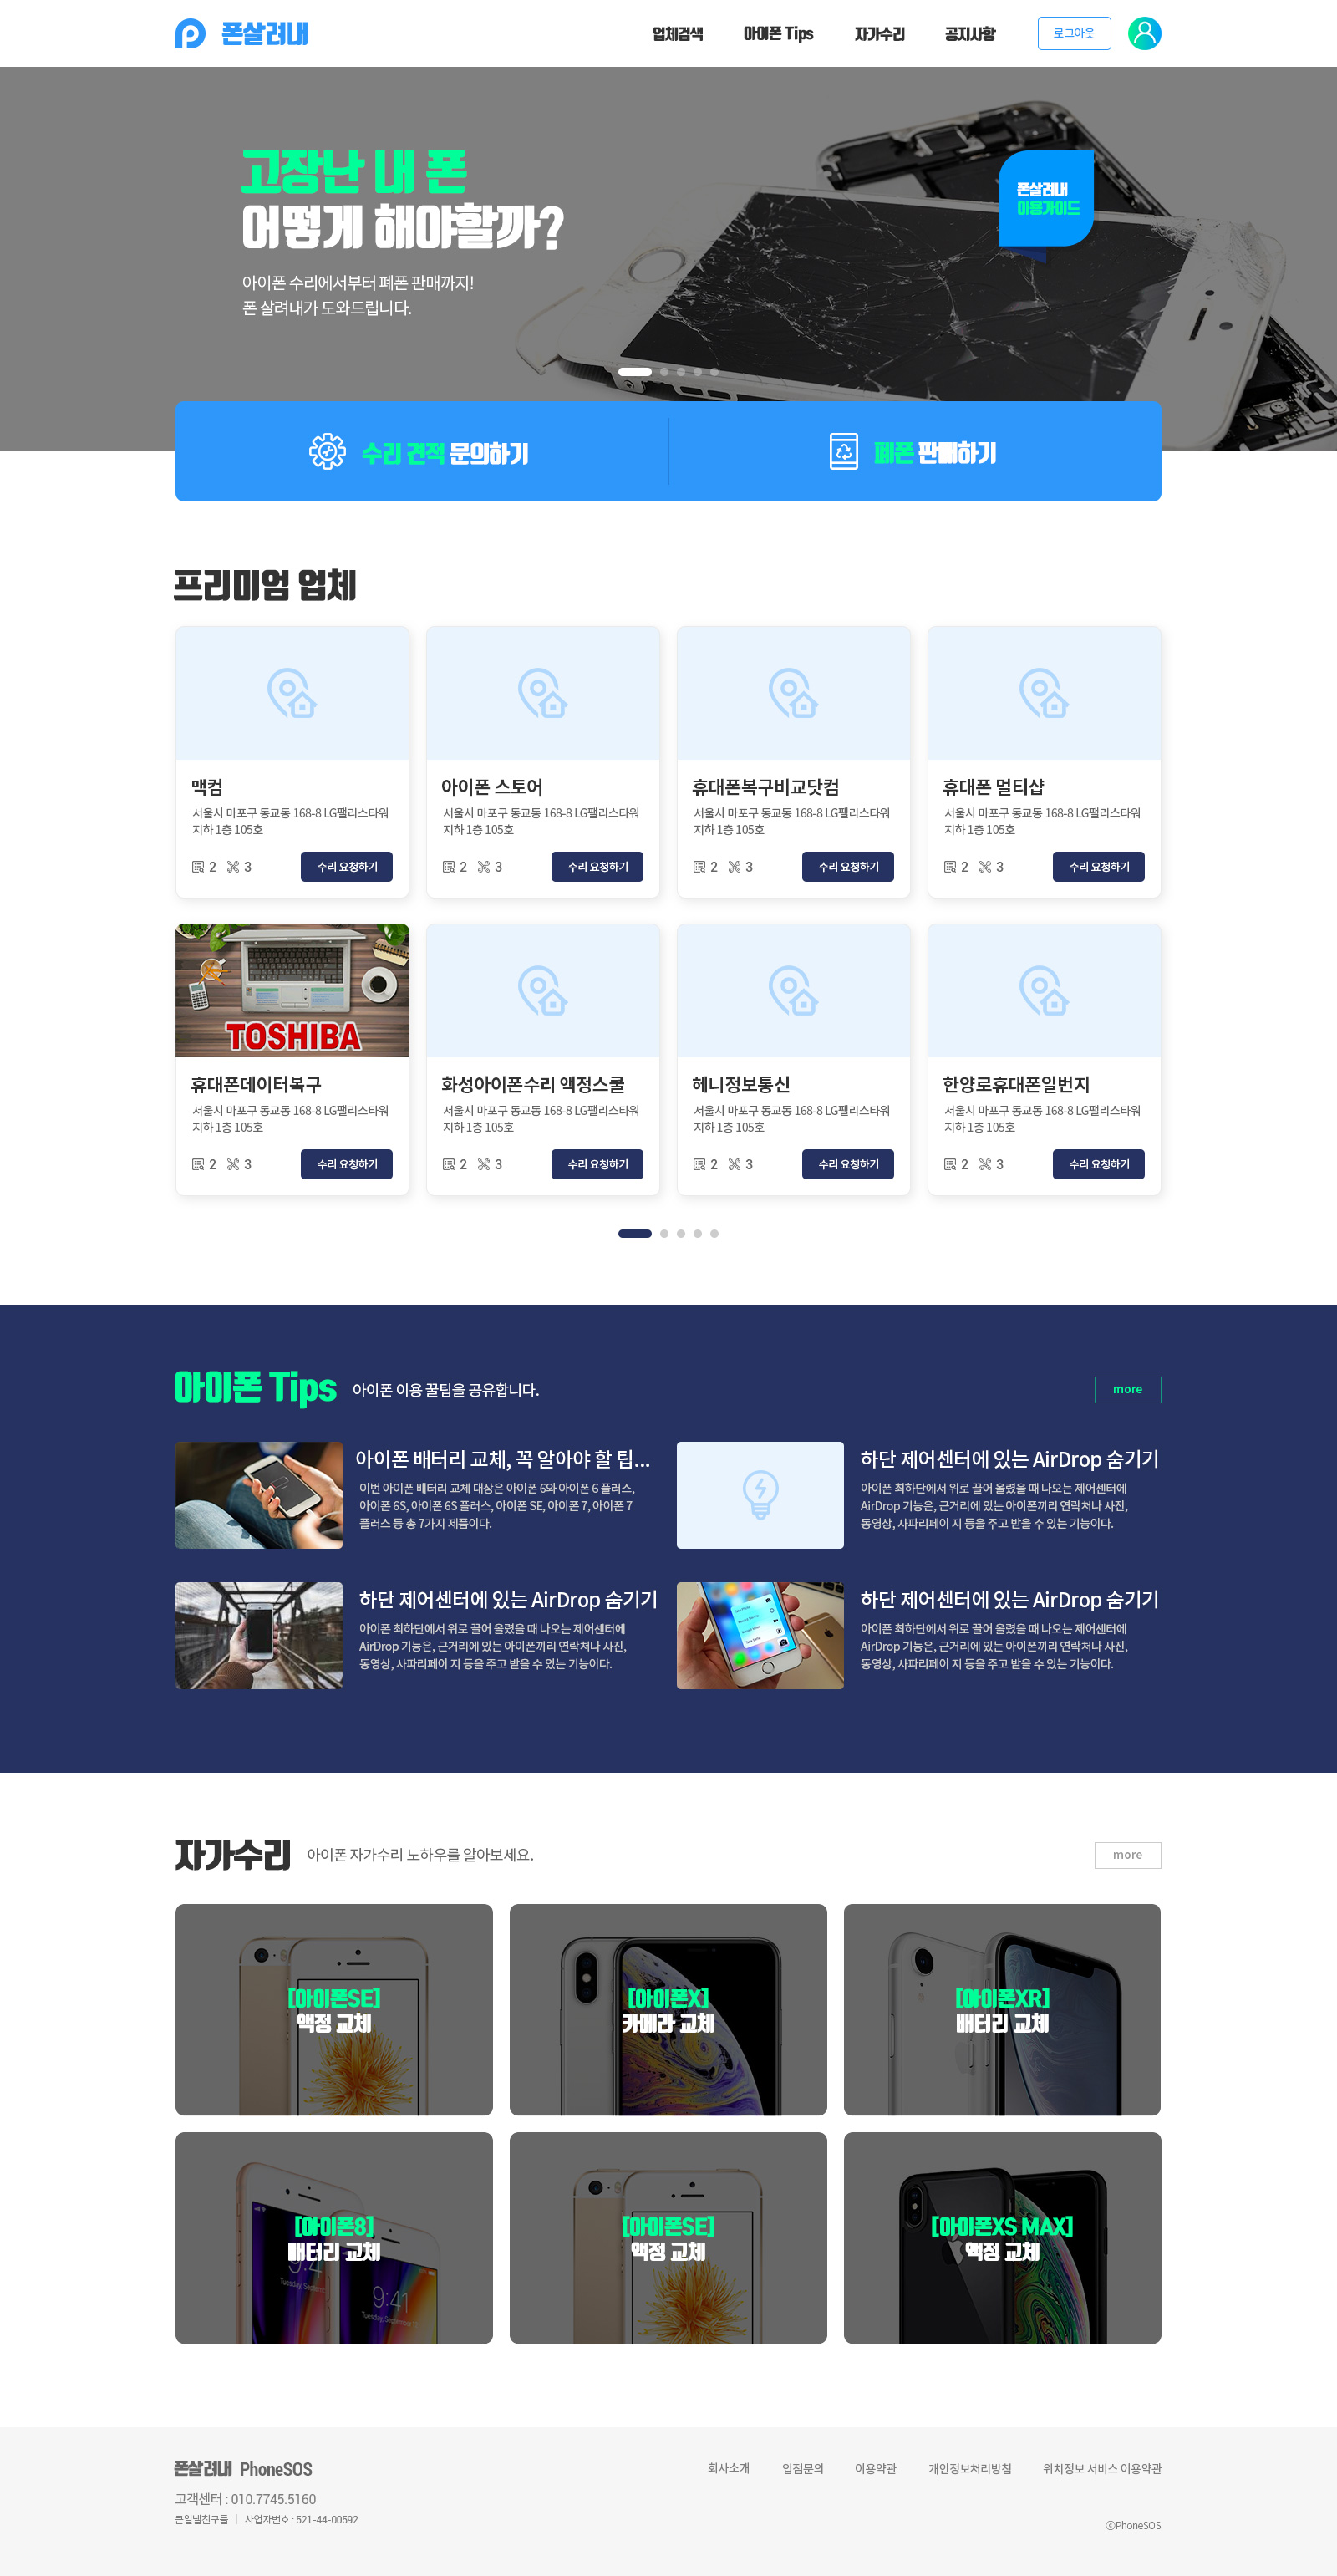 폰살려내
업체검색
아이폰 Tips
자가수리
공지사항
로그아웃
고장난 내 폰
어떻게 해야할까?
아이폰 수리에서부터 폐폰 판매까지!
폰 살려내가 도와드립니다.
폰살려내
이용가이드
수리 견적 문의하기
폐폰 판매하기
프리미엄 업체
맥컴
서울시 마포구 동교동 168-8 LG팰리스타워
지하 1층 105호
2 3
수리 요청하기
아이폰 스토어
서울시 마포구 동교동 168-8 LG팰리스타워
지하 1층 105호
2 3
수리 요청하기
휴대폰복구비교닷컴
서울시 마포구 동교동 168-8 LG팰리스타워
지하 1층 105호
2 3
수리 요청하기
휴대폰 멀티샵
서울시 마포구 동교동 168-8 LG팰리스타워
지하 1층 105호
2 3
수리 요청하기
TOSHIBA
휴대폰데이터복구
서울시 마포구 동교동 168-8 LG팰리스타워
지하 1층 105호
2 3
수리 요청하기
화성아이폰수리 액정스쿨
서울시 마포구 동교동 168-8 LG팰리스타워
지하 1층 105호
2 3
수리 요청하기
헤니정보통신
서울시 마포구 동교동 168-8 LG팰리스타워
지하 1층 105호
2 3
수리 요청하기
한양로휴대폰일번지
서울시 마포구 동교동 168-8 LG팰리스타워
지하 1층 105호
2 3
수리 요청하기
아이폰 Tips
아이폰 이용 꿀팁을 공유합니다.
more
아이폰 배터리 교체, 꼭 알아야 할 팁...
이번 아이폰 배터리 교체 대상은 아이폰 6와 아이폰 6 플러스,
아이폰 6S, 아이폰 6S 플러스, 아이폰 SE, 아이폰 7, 아이폰 7
플러스 등 총 7가지 제품이다.
하단 제어센터에 있는 AirDrop 숨기기
아이폰 최하단에서 위로 끌어 올렸을 때 나오는 제어센터에
AirDrop 기능은, 근거리에 있는 아이폰끼리 연락처나 사진,
동영상, 사파리페이 지 등을 주고 받을 수 있는 기능이다.
하단 제어센터에 있는 AirDrop 숨기기
아이폰 최하단에서 위로 끌어 올렸을 때 나오는 제어센터에
AirDrop 기능은, 근거리에 있는 아이폰끼리 연락처나 사진,
동영상, 사파리페이 지 등을 주고 받을 수 있는 기능이다.
하단 제어센터에 있는 AirDrop 숨기기
아이폰 최하단에서 위로 끌어 올렸을 때 나오는 제어센터에
AirDrop 기능은, 근거리에 있는 아이폰끼리 연락처나 사진,
동영상, 사파리페이 지 등을 주고 받을 수 있는 기능이다.
자가수리
아이폰 자가수리 노하우를 알아보세요.
more
[아이폰SE]
액정 교체
[아이폰X]
카메라 교체
[아이폰XR]
배터리 교체
[아이폰8]
배터리 교체
9:41
[아이폰SE]
액정 교체
[아이폰XS MAX]
액정 교체
폰살려내 PhoneSOS
회사소개
입점문의
이용약관
개인정보처리방침
위치정보 서비스 이용약관
고객센터 : 010.7745.5160
큰일낼친구들 | 사업자번호 : 521-44-00592
ⓒPhoneSOS